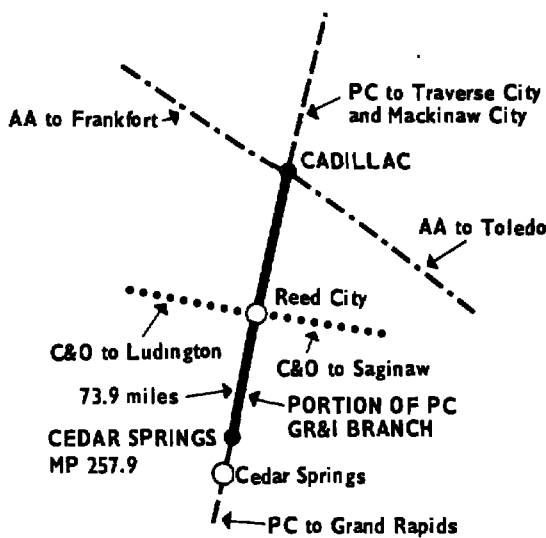 PC to Traverse City
and Mackinaw City
AA to Frankfort
CADILLAC
AA to Toledo
Reed City
C&O to Ludington
C&O to Saginaw
73.9 miles
PORTION OF PC
GR&I BRANCH
CEDAR SPRINGS
MP 257.9
Cedar Springs
PC to Grand Rapids